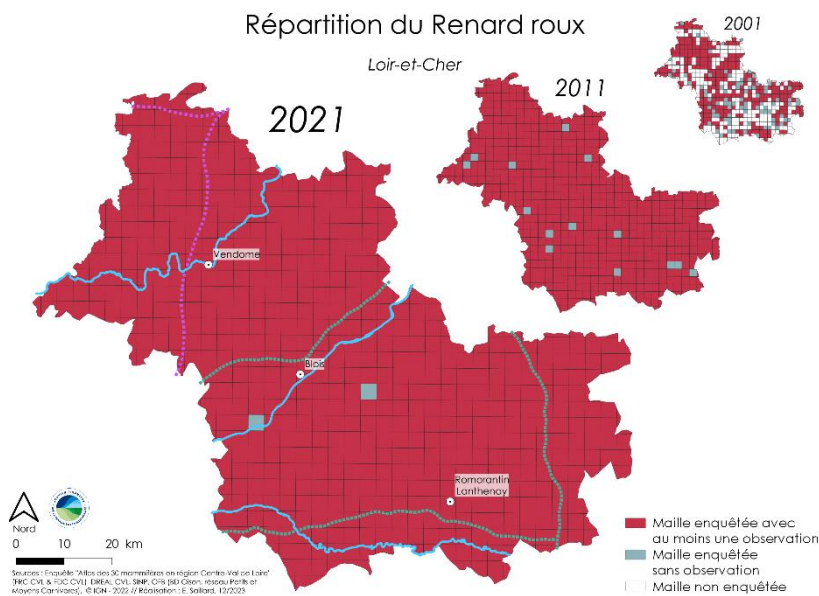 Répartition du Renard roux
Loir-et-Cher
2001
2011
2021
Vendome
Blois
Romorantin
Lanthenay
Nord
0 10 20 km
Maille enquêtée avec
au moins une observation
Maille enquêtée
sans observation
Maille non enquêtée
Sources : Enquête "Atlas des 30 mammifères en région Centre-Val de Loire"
(FRC CVL & FDC CVL), DREAL CVL, SINP, OFB (BD Clisen, réseau Petits et
Moyens Carnivores), © IGN - 2022 // Réalisation : E. Saillard, 12/2023